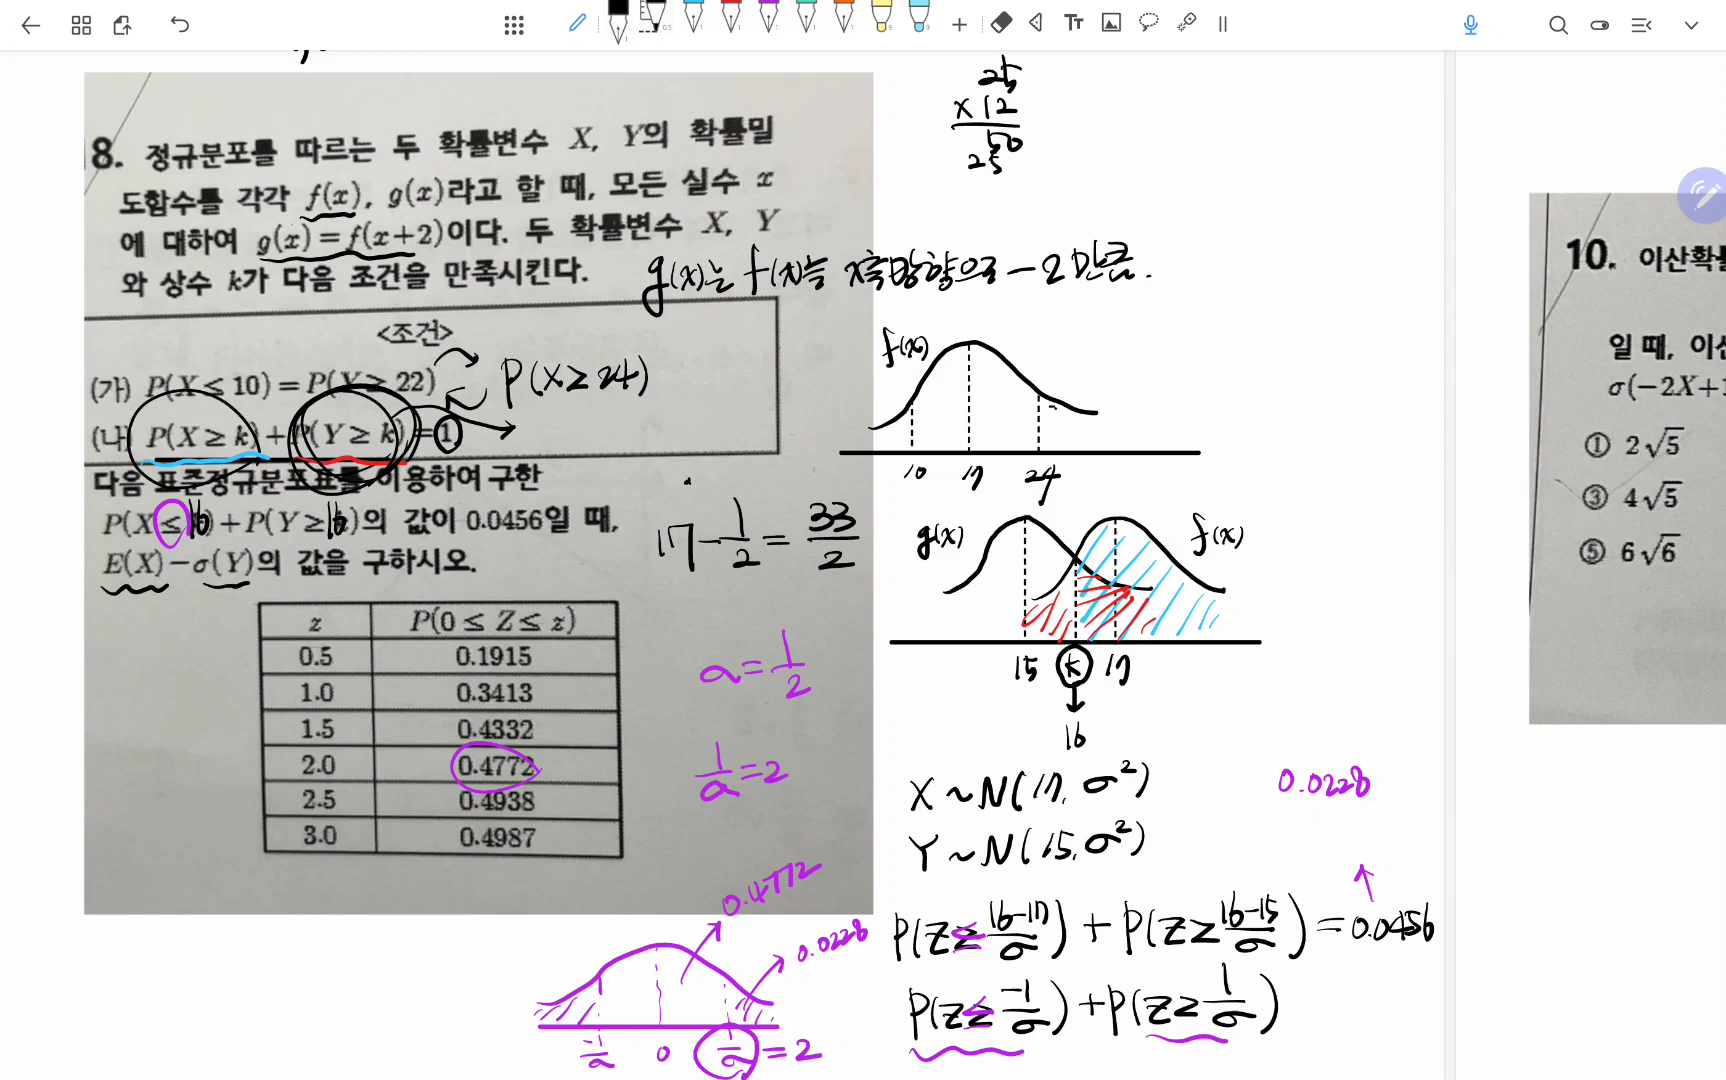 25
×12
50
25
8. 정규분포를 따르는 두 확률변수 X, Y의 확률밀
도함수를 각각 f(x), g(x)라고 할 때, 모든 실수 x
에 대하여 g(x)=f(x+2)이다. 두 확률변수 X, Y
와 상수 k가 다음 조건을 만족시킨다.
g(x)는 f(x)는 x축방향으로 -2만큼.
<조건>
(가) P(X≤10)=P(Y≥22)
P(X≥24)
(나) P(X≥k)+P(Y≥k)=1
다음 표준정규분포표를 이용하여 구한
P(X≤16)+P(Y≥16)의 값이 0.0456일 때,
E(X)-σ(Y)의 값을 구하시오.
17-1/2=33/2
z P(0≤Z≤z)
0.5 0.1915
1.0 0.3413
1.5 0.4332
2.0 0.4772
2.5 0.4938
3.0 0.4987
σ=1/2
1/σ=2
f(x)
10 17 24
g(x) f(x)
15 k 17
16
X~N(17, σ²)
Y~N(15, σ²)
0.0228
P(Z≤(16-17)/σ)+P(Z≥(16-15)/σ)=0.0456
P(Z≤-1/σ)+P(Z≥1/σ)
0.4772
0.0228
-1/σ 0 1/σ=2
10. 이산확률
일 때, 이산
σ(-2X+1
① 2√5
③ 4√5
⑤ 6√6